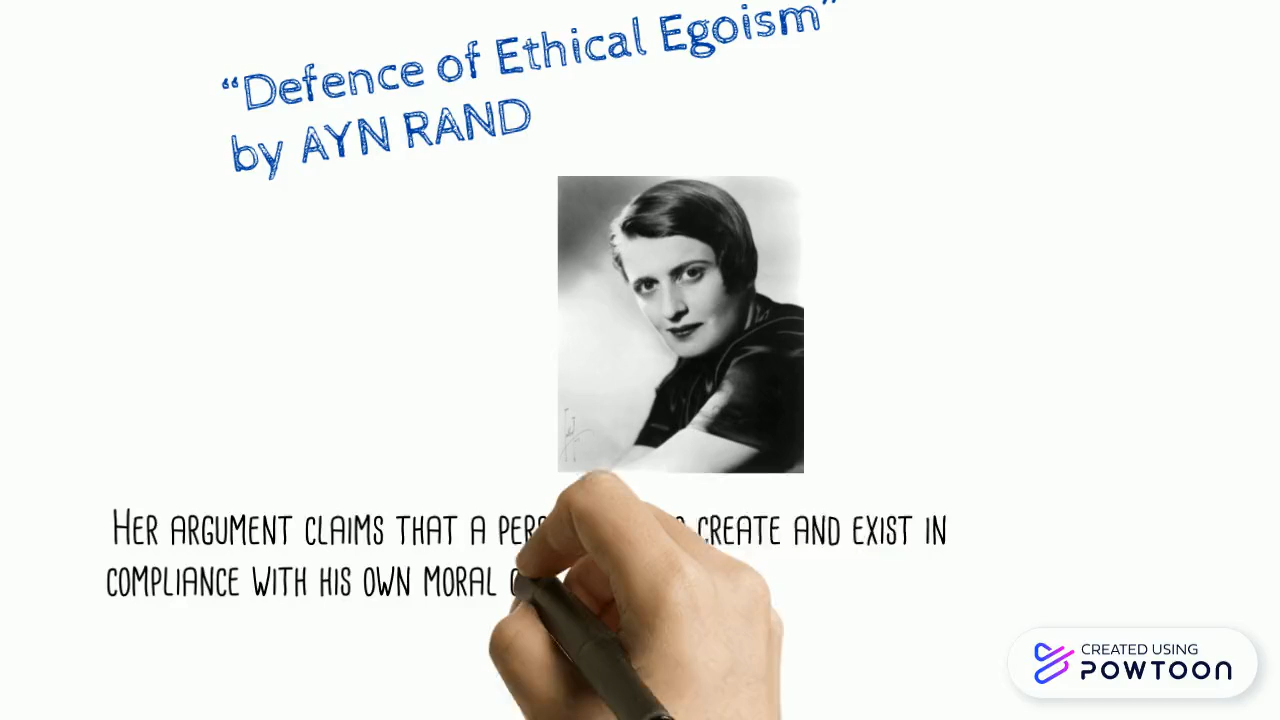 “Defence of Ethical Egoism”
by AYN RAND
HER ARGUMENT CLAIMS THAT A CREATE AND EXIST IN
COMPLIANCE WITH HIS OWN MORAL
CREATED USING
POWTOON